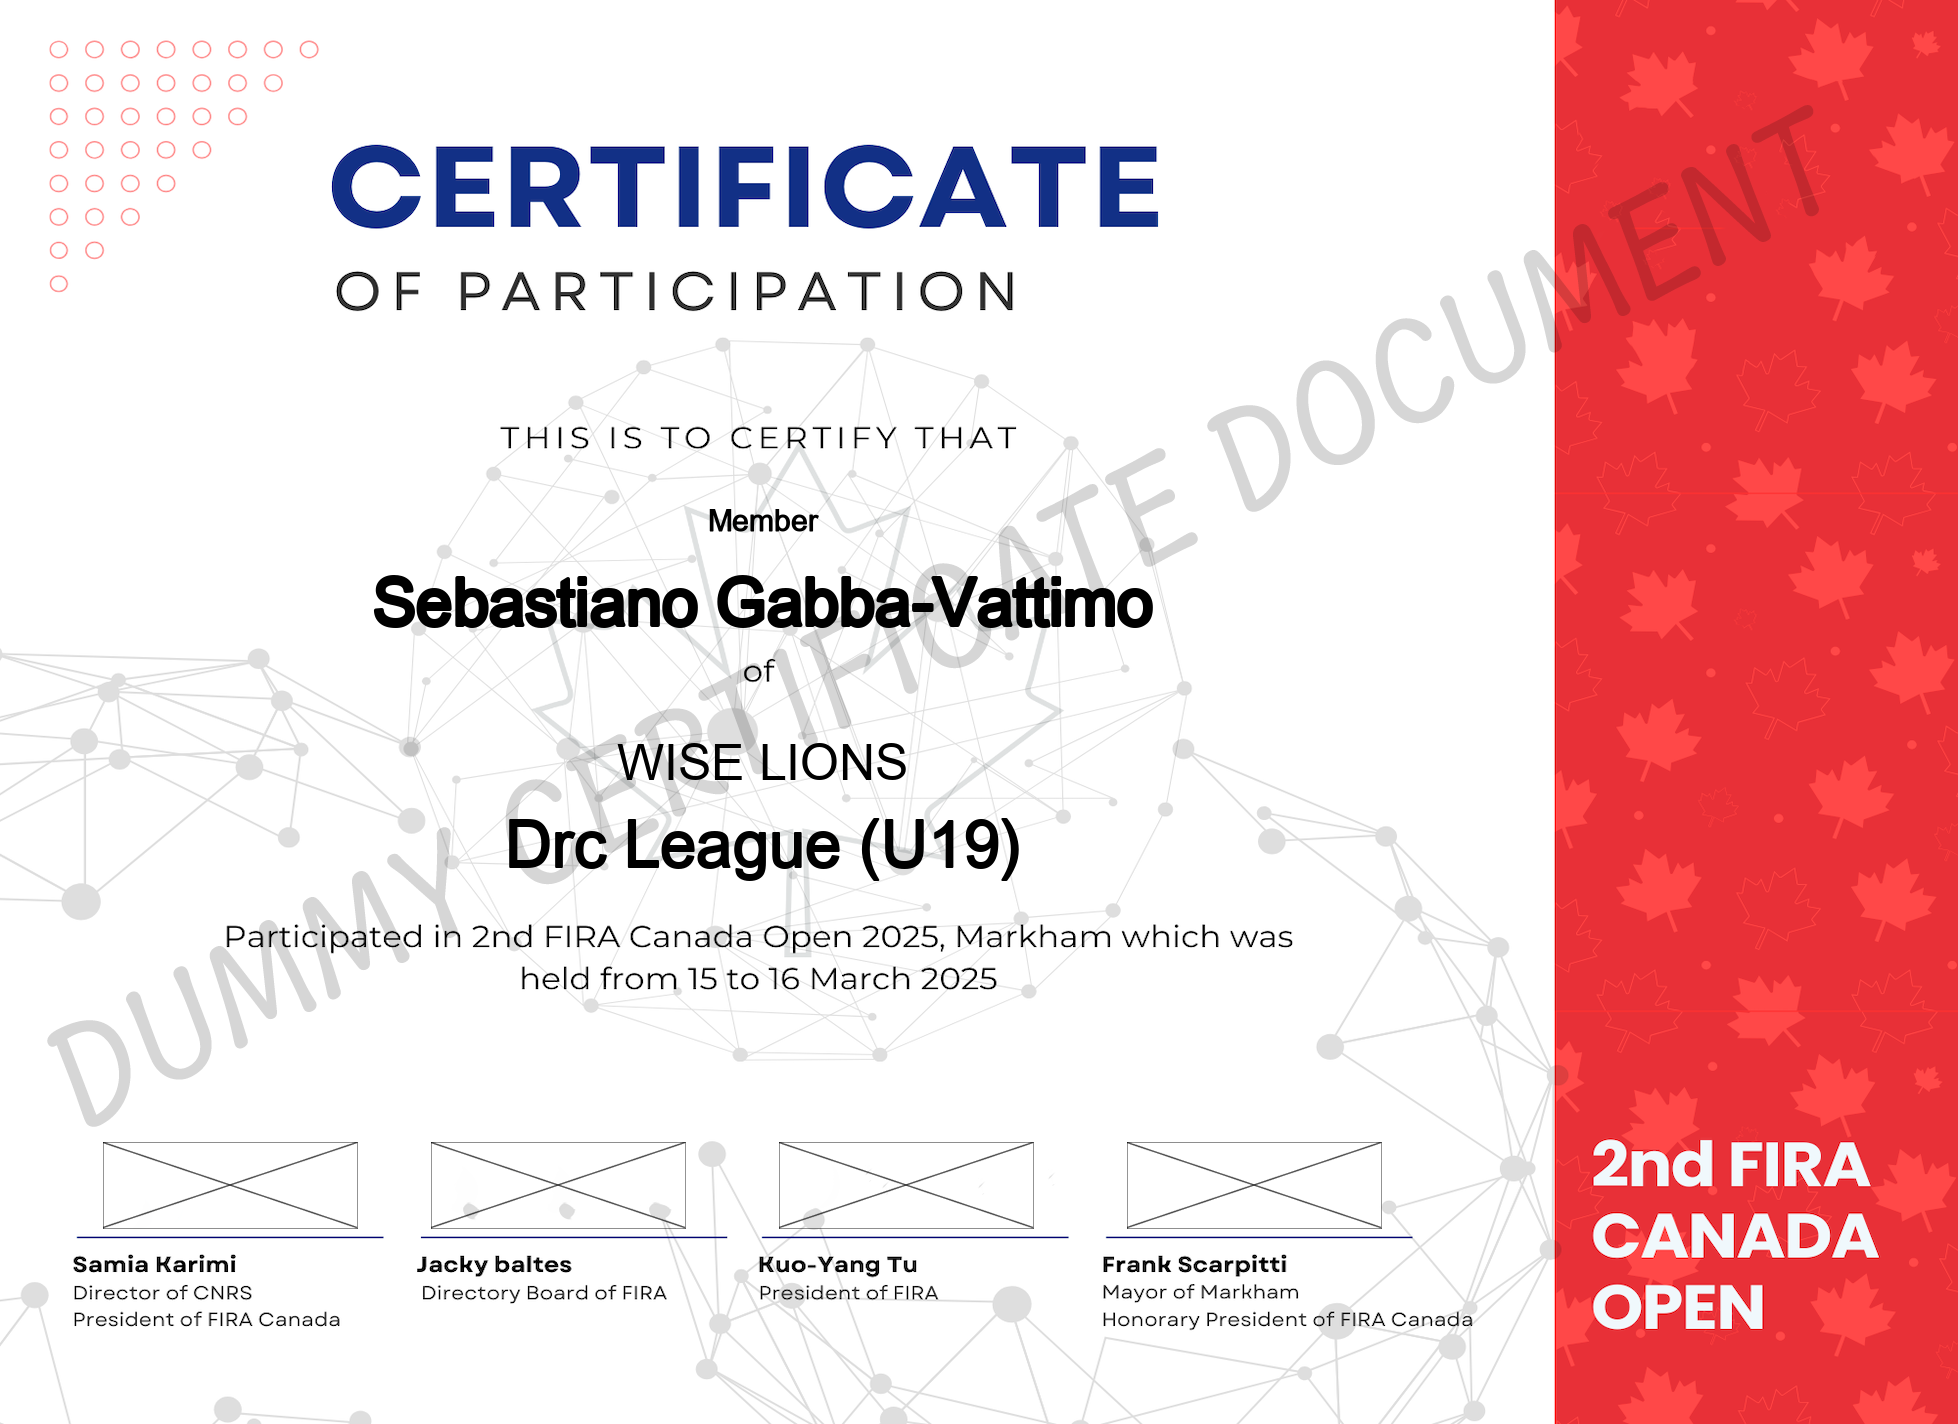 CERTIFICATE
OF PARTICIPATION
THIS IS TO CERTIFY THAT
Member
Sebastiano Gabba-Vattimo
of
WISE LIONS
Drc League (U19)
Participated in 2nd FIRA Canada Open 2025, Markham which was
held from 15 to 16 March 2025
DUMMY CERTIFICATE DOCUMENT
Samia Karimi
Director of CNRS
President of FIRA Canada
Jacky baltes
Directory Board of FIRA
Kuo-Yang Tu
President of FIRA
Frank Scarpitti
Mayor of Markham
Honorary President of FIRA Canada
2nd FIRA
CANADA
OPEN